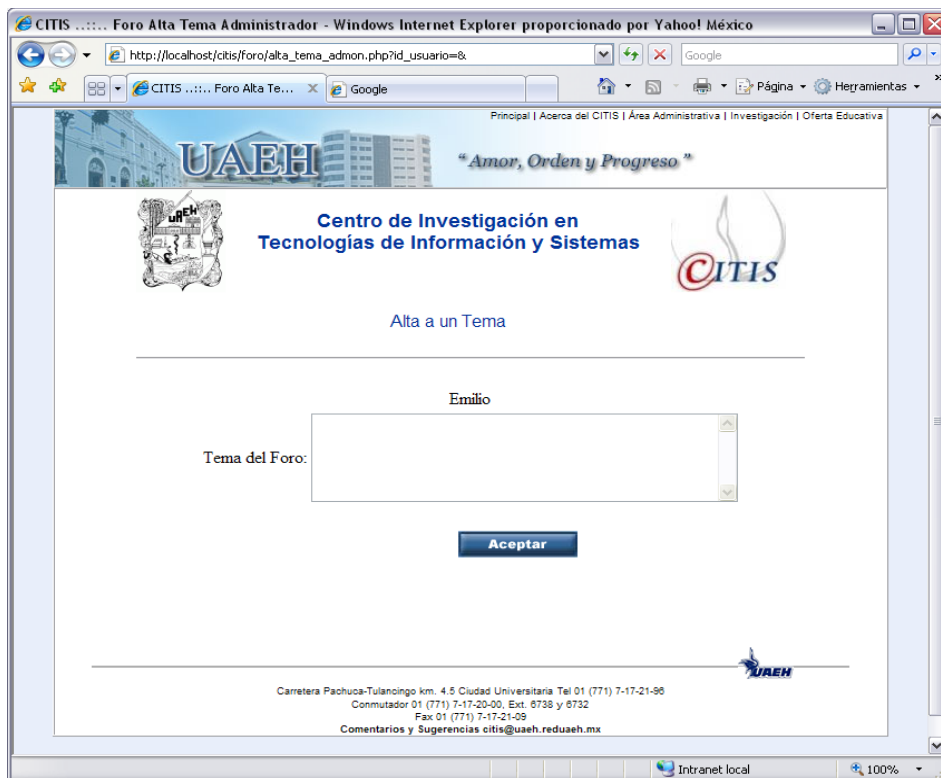 CITIS ..::.. Foro Alta Tema Administrador - Windows Internet Explorer proporcionado por Yahoo! México
http://localhost/citis/foro/alta_tema_admon.php?id_usuario=&
Google
CITIS ..::.. Foro Alta Te...
Google
Página
Herramientas
Principal | Acerca del CITIS | Área Administrativa | Investigación | Oferta Educativa
UAEH
“ Amor, Orden y Progreso ”
UAEH
Centro de Investigación en
Tecnologías de Información y Sistemas
CITIS
Alta a un Tema
Emilio
Tema del Foro:
Aceptar
UAEH
Carretera Pachuca-Tulancingo km. 4.5 Ciudad Universitaria Tel 01 (771) 7-17-21-96
Conmutador 01 (771) 7-17-20-00, Ext. 6738 y 6732
Fax 01 (771) 7-17-21-09
Comentarios y Sugerencias citis@uaeh.reduaeh.mx
Intranet local
100%